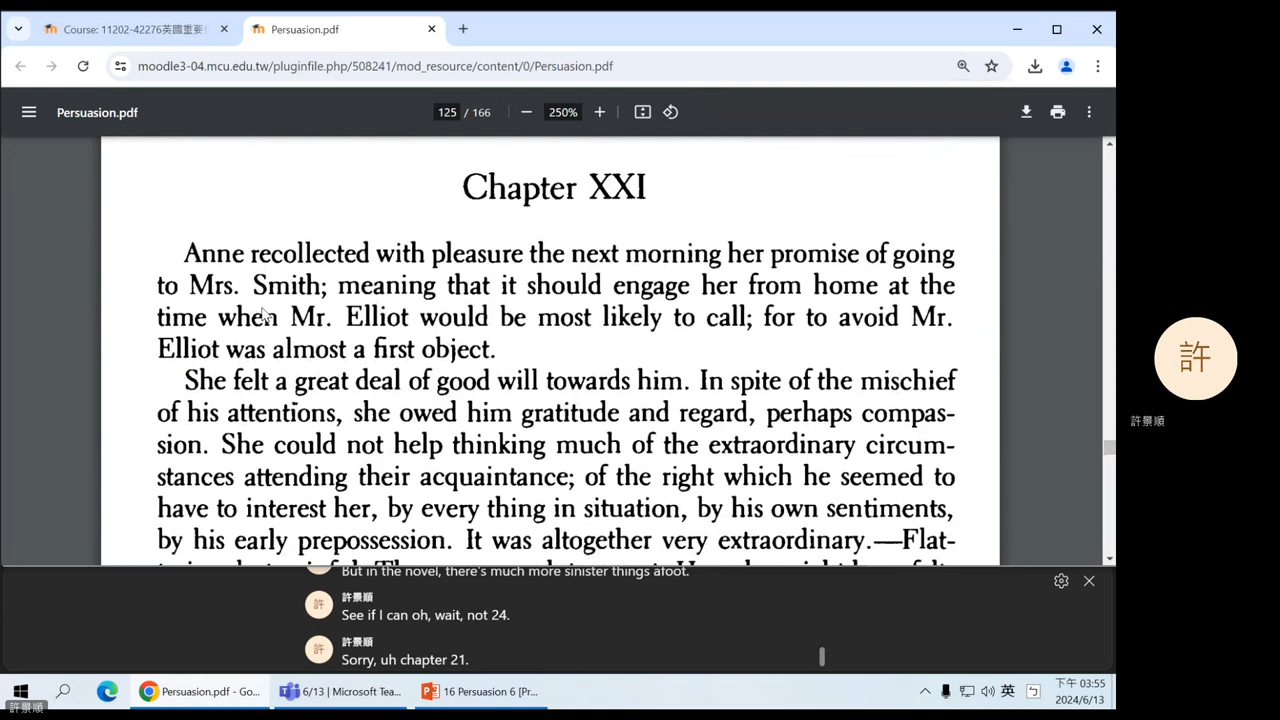 Course: 11202-42276英國重要
Persuasion.pdf
moodle3-04.mcu.edu.tw/pluginfile.php/508241/mod_resource/content/0/Persuasion.pdf
Persuasion.pdf
125 / 166
250%
Chapter XXI
Anne recollected with pleasure the next morning her promise of going
to Mrs. Smith; meaning that it should engage her from home at the
time when Mr. Elliot would be most likely to call; for to avoid Mr.
Elliot was almost a first object.
She felt a great deal of good will towards him. In spite of the mischief
of his attentions, she owed him gratitude and regard, perhaps compas-
sion. She could not help thinking much of the extraordinary circum-
stances attending their acquaintance; of the right which he seemed to
have to interest her, by every thing in situation, by his own sentiments,
by his early prepossession. It was altogether very extraordinary.—Flat-
許
許景順
But in the novel, there's much more sinister things afoot.
許
許景順
See if I can oh, wait, not 24.
許
許景順
Sorry, uh chapter 21.
Persuasion.pdf - Go...
6/13 | Microsoft Tea...
16 Persuasion 6 [Pr...
英
下午 03:55
2024/6/13
許景順